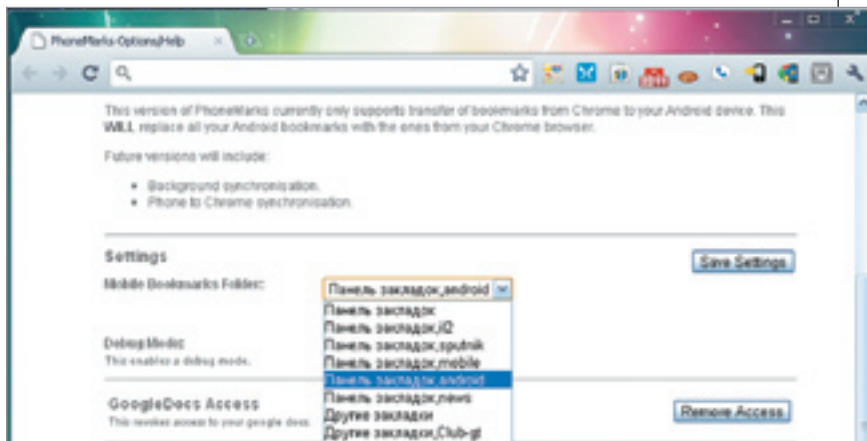 PhoneMarks Options/Help
This version of PhoneMarks currently only supports transfer of bookmarks from Chrome to your Android device. This
WILL replace all your Android bookmarks with the ones from your Chrome browser.
Future versions will include:
Background synchronisation.
Phone to Chrome synchronisation.
Settings
Save Settings
Mobile Bookmarks Folder:
Панель закладок,android
Панель закладок
Панель закладок,il2
Панель закладок,sputnik
Панель закладок,mobile
Панель закладок,android
Панель закладок,news
Другие закладки
Другие закладки,Club-gt
Debug Mode:
This enables a debug mode.
GoogleDocs Access
This revokes access to your google docs.
Remove Access